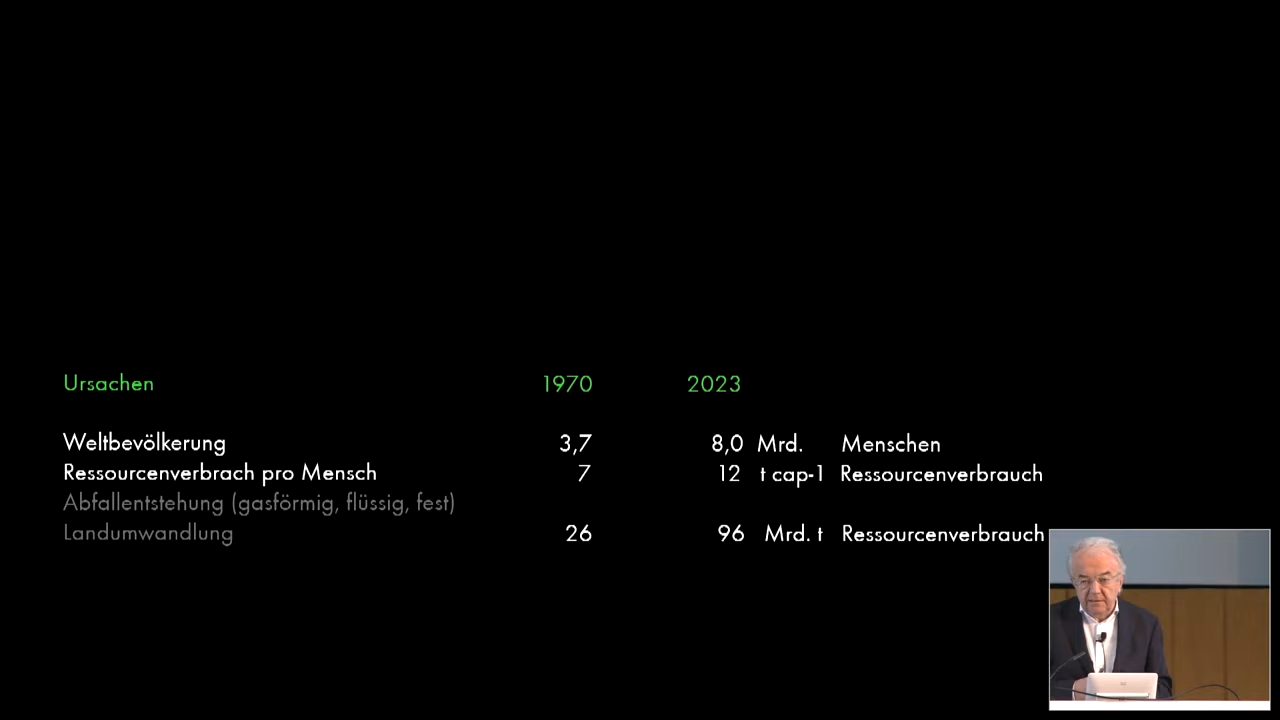 Ursachen 1970 2023
Weltbevölkerung 3,7 8,0 Mrd. Menschen
Ressourcenverbrach pro Mensch 7 12 t cap-1 Ressourcenverbrauch
Abfallentstehung (gasförmig, flüssig, fest)
Landumwandlung 26 96 Mrd. t Ressourcenverbrauch